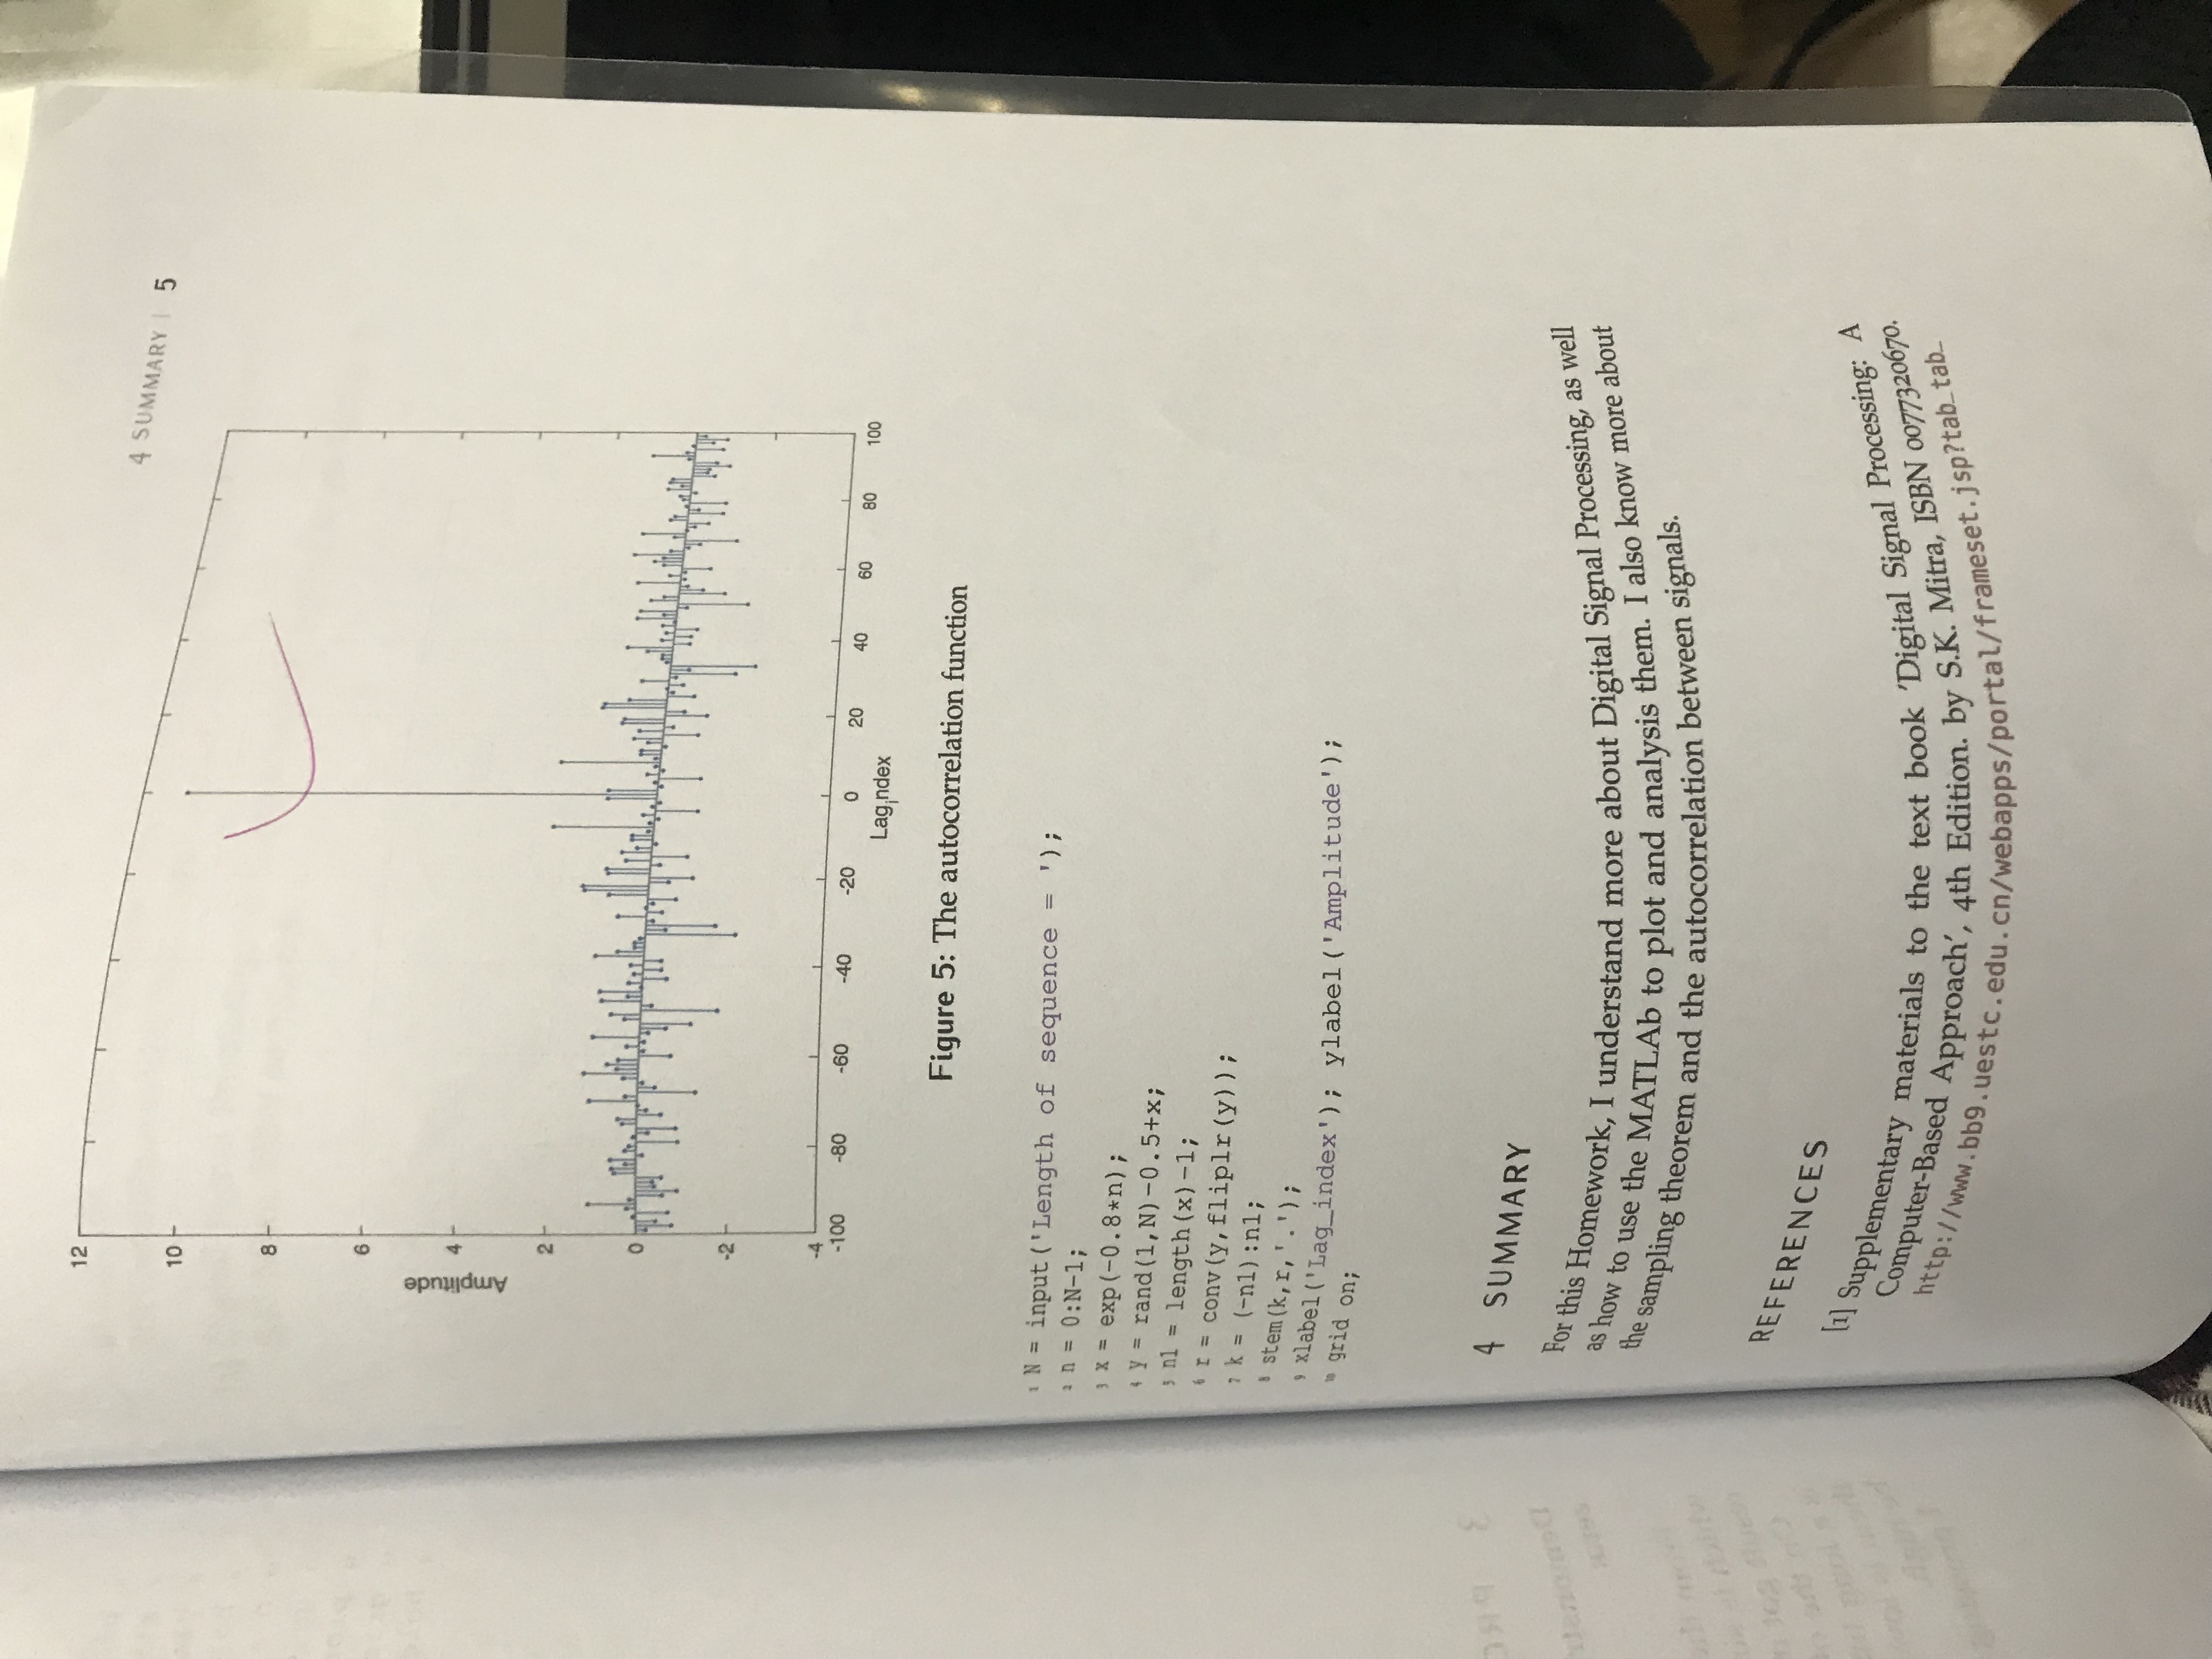 4 SUMMARY | 5
12
10
8
6
4
2
0
-2
-4
Amplitude
-100 -80 -60 -40 -20 0 20 40 60 80 100
Lagᵢndex
Figure 5: The autocorrelation function
1 N = input('Length of sequence = ');
2 n = 0:N-1;
3 x = exp(-0.8*n);
4 y = rand(1,N)-0.5+x;
5 n1 = length(x)-1;
6 r = conv(y,fliplr(y));
7 k = (-n1):n1;
8 stem(k,r,'.');
9 xlabel('Lag_index'); ylabel('Amplitude');
10 grid on;
4 SUMMARY
For this Homework, I understand more about Digital Signal Processing, as well
as how to use the MATLAb to plot and analysis them. I also know more about
the sampling theorem and the autocorrelation between signals.
REFERENCES
[1] Supplementary materials to the text book 'Digital Signal Processing: A
Computer-Based Approach', 4th Edition. by S.K. Mitra, ISBN 0077320670.
http://www.bb9.uestc.edu.cn/webapps/portal/frameset.jsp?tab_tab_